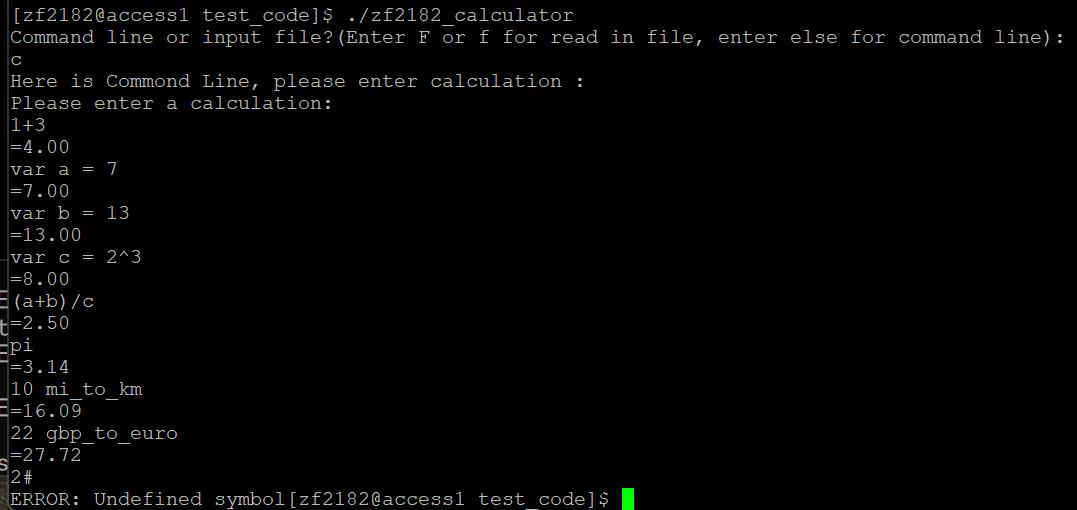 [zf2182@access1 test_code]$ ./zf2182_calculator
Command line or input file?(Enter F or f for read in file, enter else for command line):
c
Here is Commond Line, please enter calculation :
Please enter a calculation:
1+3
=4.00
var a = 7
=7.00
var b = 13
=13.00
var c = 2^3
=8.00
(a+b)/c
=2.50
pi
=3.14
10 mi_to_km
=16.09
22 gbp_to_euro
=27.72
2#
ERROR: Undefined symbol[zf2182@access1 test_code]$